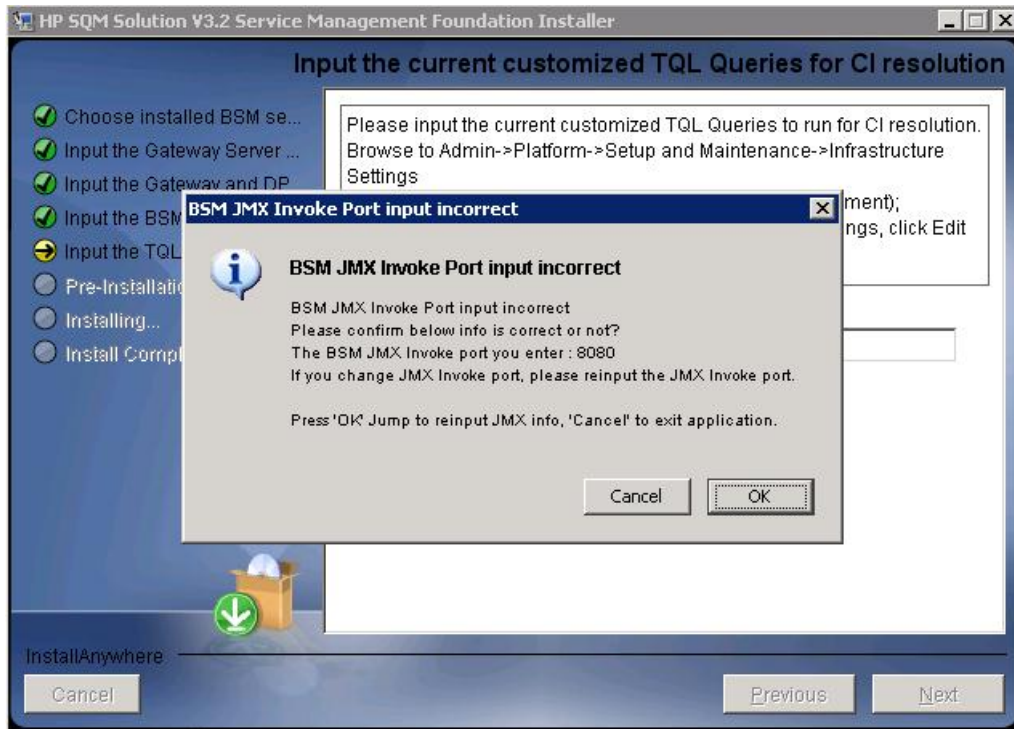 HP SQM Solution V3.2 Service Management Foundation Installer
Input the current customized TQL Queries for CI resolution
Choose installed BSM se...
Input the Gateway Server ...
Input the Gateway and DP
Input the BSM
Input the TQL
Pre-Installatio
Installing...
Install Compl
Please input the current customized TQL Queries to run for CI resolution.
Browse to Admin->Platform->Setup and Maintenance->Infrastructure
Settings
ment);
ngs, click Edit
BSM JMX Invoke Port input incorrect
BSM JMX Invoke Port input incorrect
BSM JMX Invoke Port input incorrect
Please confirm below info is correct or not?
The BSM JMX Invoke port you enter : 8080
If you change JMX Invoke port, please reinput the JMX Invoke port.
Press 'OK' Jump to reinput JMX info, 'Cancel' to exit application.
Cancel
OK
InstallAnywhere
Cancel
Previous
Next